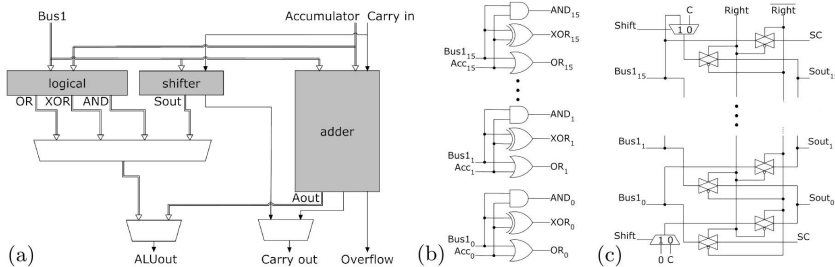 Bus1 Accumulator Carry in
logical shifter
OR XOR AND Sout
adder
Aout
ALUout Carry out Overflow
(a)
AND15
XOR15
Bus115
Acc15 OR15
AND1
XOR1
Bus11
Acc1 OR1
AND0
XOR0
Bus10
Acc0 OR0
(b)
C Right Right
Shift 1 0
SC
Bus115 Sout15
Bus11 Sout1
Bus10 Sout0
Shift 1 0 SC
0 C
(c)